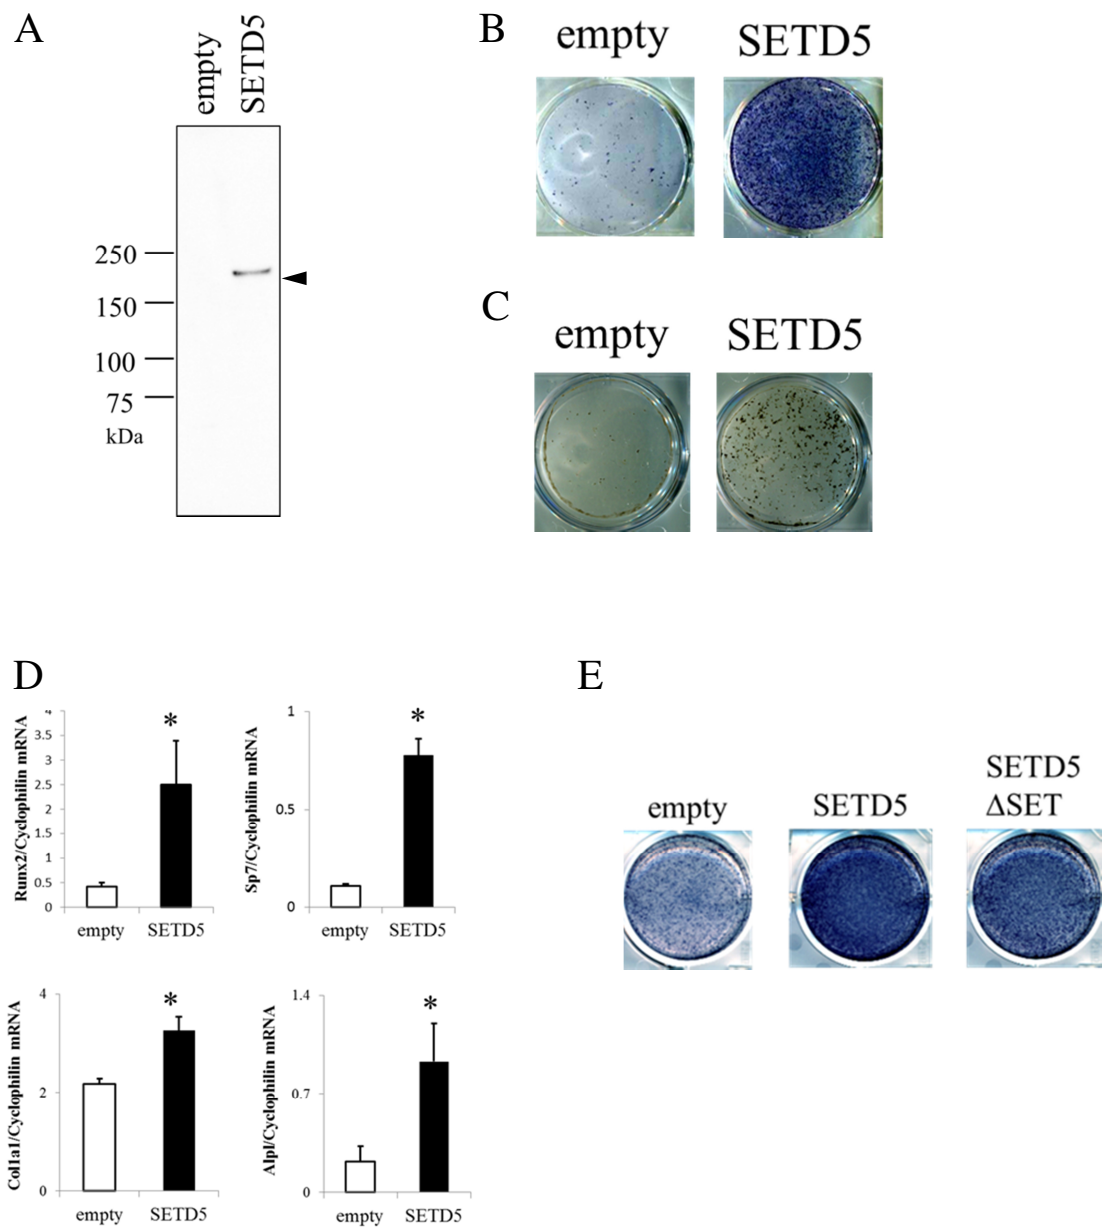 A
empty
SETD5
250
150
100
75
kDa
B
empty
SETD5
C
empty
SETD5
D
Runx2/Cyclophilin mRNA
4
3.5
3
2.5
2
1.5
1
0.5
0
*
empty
SETD5
Sp7/Cyclophilin mRNA
1
0.5
0
*
empty
SETD5
Col1a1/Cyclophilin mRNA
4
2
0
*
empty
SETD5
Alpl/Cyclophilin mRNA
1.4
0.7
0
*
empty
SETD5
E
empty
SETD5
SETD5
ΔSET